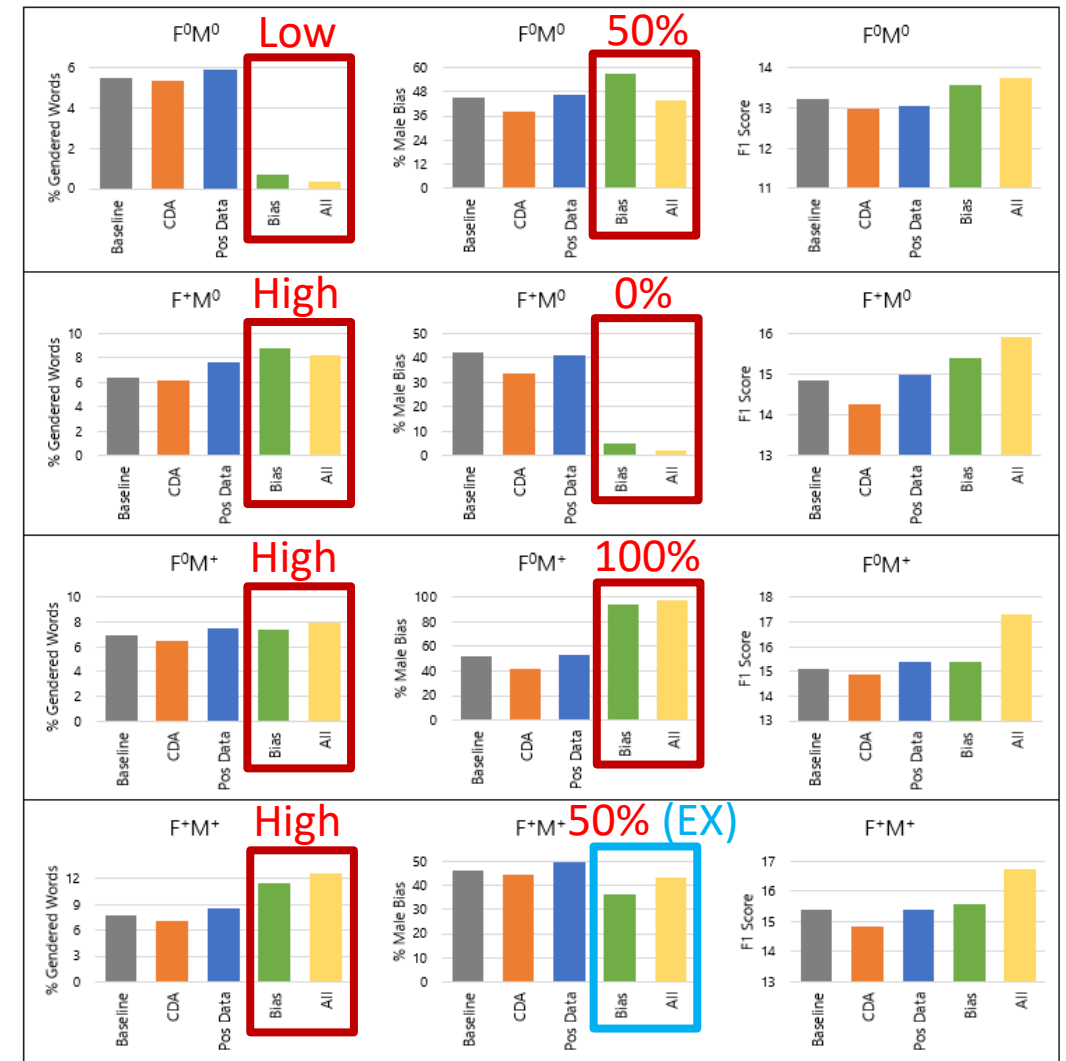 F⁰M⁰ Low
% Gendered Words
6
4
2
0
Baseline
CDA
Pos Data
Bias
All
F⁰M⁰ 50%
% Male Bias
60
48
36
24
12
0
Baseline
CDA
Pos Data
Bias
All
F⁰M⁰
F1 Score
14
13
12
11
Baseline
CDA
Pos Data
Bias
All
F⁺M⁰ High
% Gendered Words
10
8
6
4
2
0
Baseline
CDA
Pos Data
Bias
All
F⁺M⁰ 0%
% Male Bias
50
40
30
20
10
0
Baseline
CDA
Pos Data
Bias
All
F⁺M⁰
F1 Score
16
15
14
13
Baseline
CDA
Pos Data
Bias
All
F⁰M⁺ High
% Gendered Words
10
8
6
4
2
0
Baseline
CDA
Pos Data
Bias
All
F⁰M⁺ 100%
% Male Bias
100
80
60
40
20
0
Baseline
CDA
Pos Data
Bias
All
F⁰M⁺
F1 Score
18
17
16
15
14
13
Baseline
CDA
Pos Data
Bias
All
F⁺M⁺ High
% Gendered Words
12
9
6
3
0
Baseline
CDA
Pos Data
Bias
All
F⁺M⁺ 50% (EX)
% Male Bias
50
40
30
20
10
0
Baseline
CDA
Pos Data
Bias
All
F⁺M⁺
F1 Score
17
16
15
14
13
Baseline
CDA
Pos Data
Bias
All